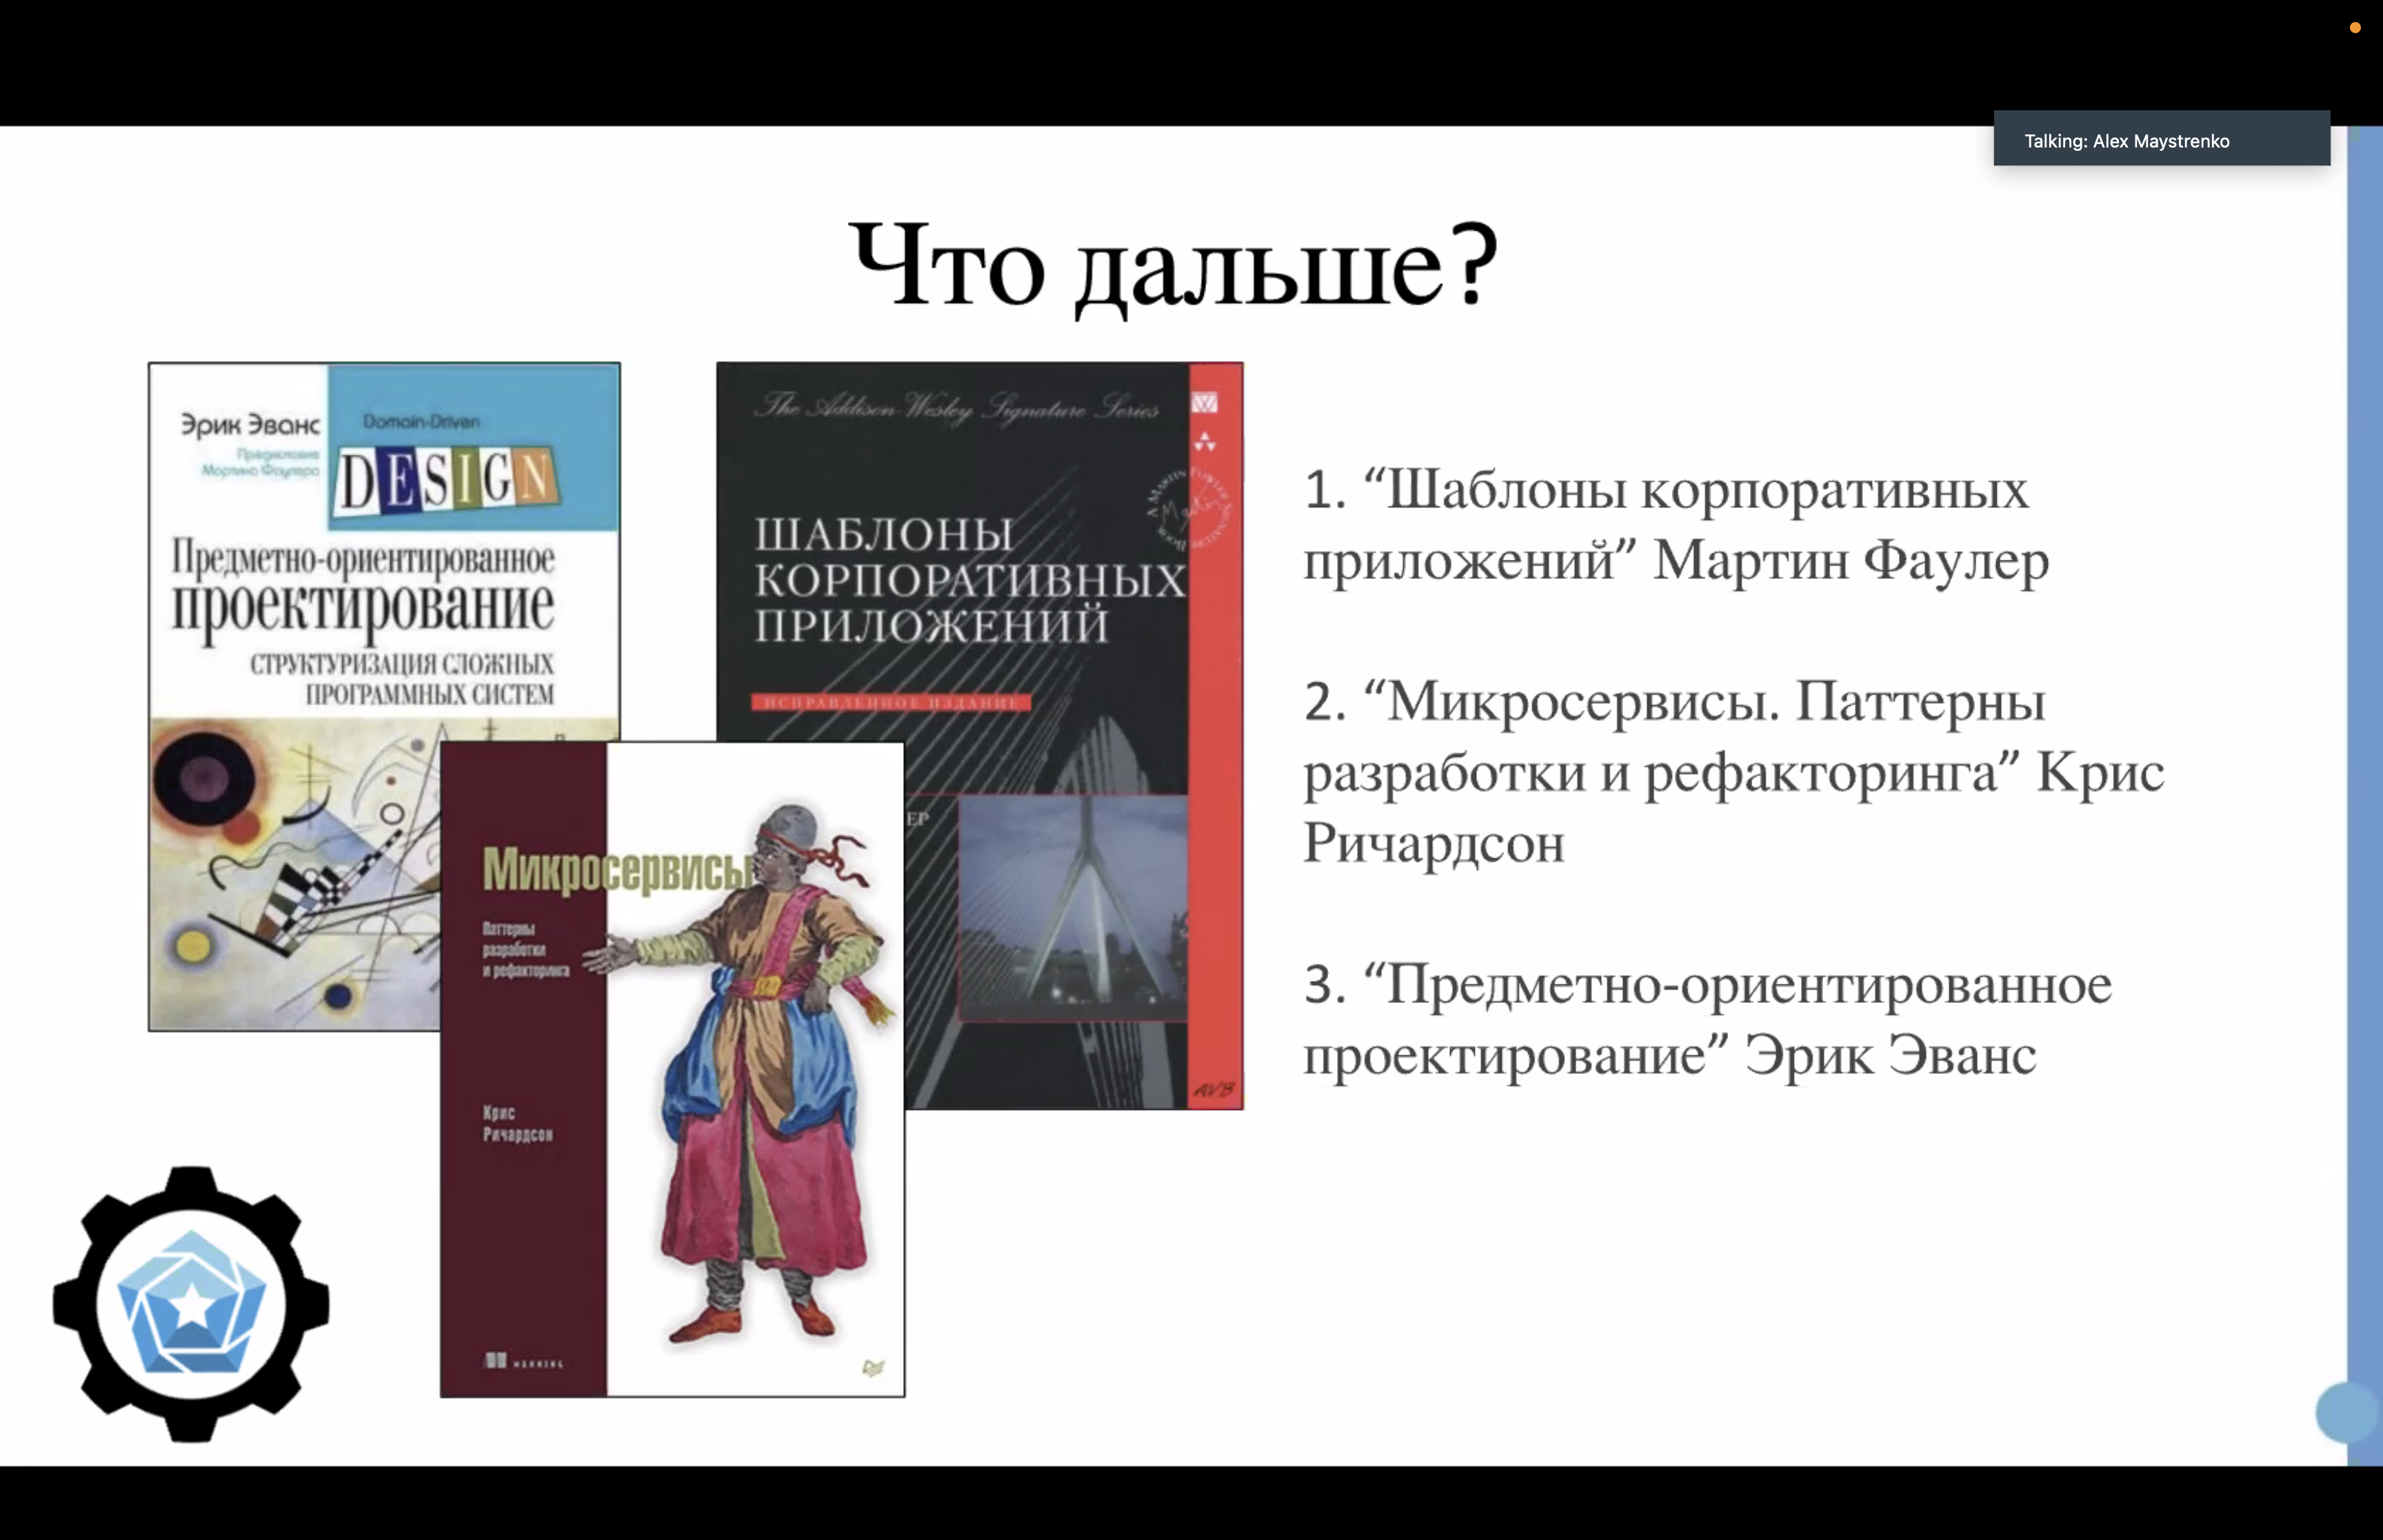 Talking: Alex Maystrenko
Что дальше?
Эрик Эванс
Предисловие
Мартина Фаулера
Domain-Driven
DESIGN
Предметно-ориентированное
проектирование
СТРУКТУРИЗАЦИЯ СЛОЖНЫХ
ПРОГРАММНЫХ СИСТЕМ
The Addison-Wesley Signature Series
ШАБЛОНЫ
КОРПОРАТИВНЫХ
ПРИЛОЖЕНИЙ
ИСПРАВЛЕННОЕ ИЗДАНИЕ
ЕР
Микросервисы
Паттерны
разработки
и рефакторинга
Крис
Ричардсон
MANNING
1. “Шаблоны корпоративных
приложений” Мартин Фаулер
2. “Микросервисы. Паттерны
разработки и рефакторинга” Крис
Ричардсон
3. “Предметно-ориентированное
проектирование” Эрик Эванс